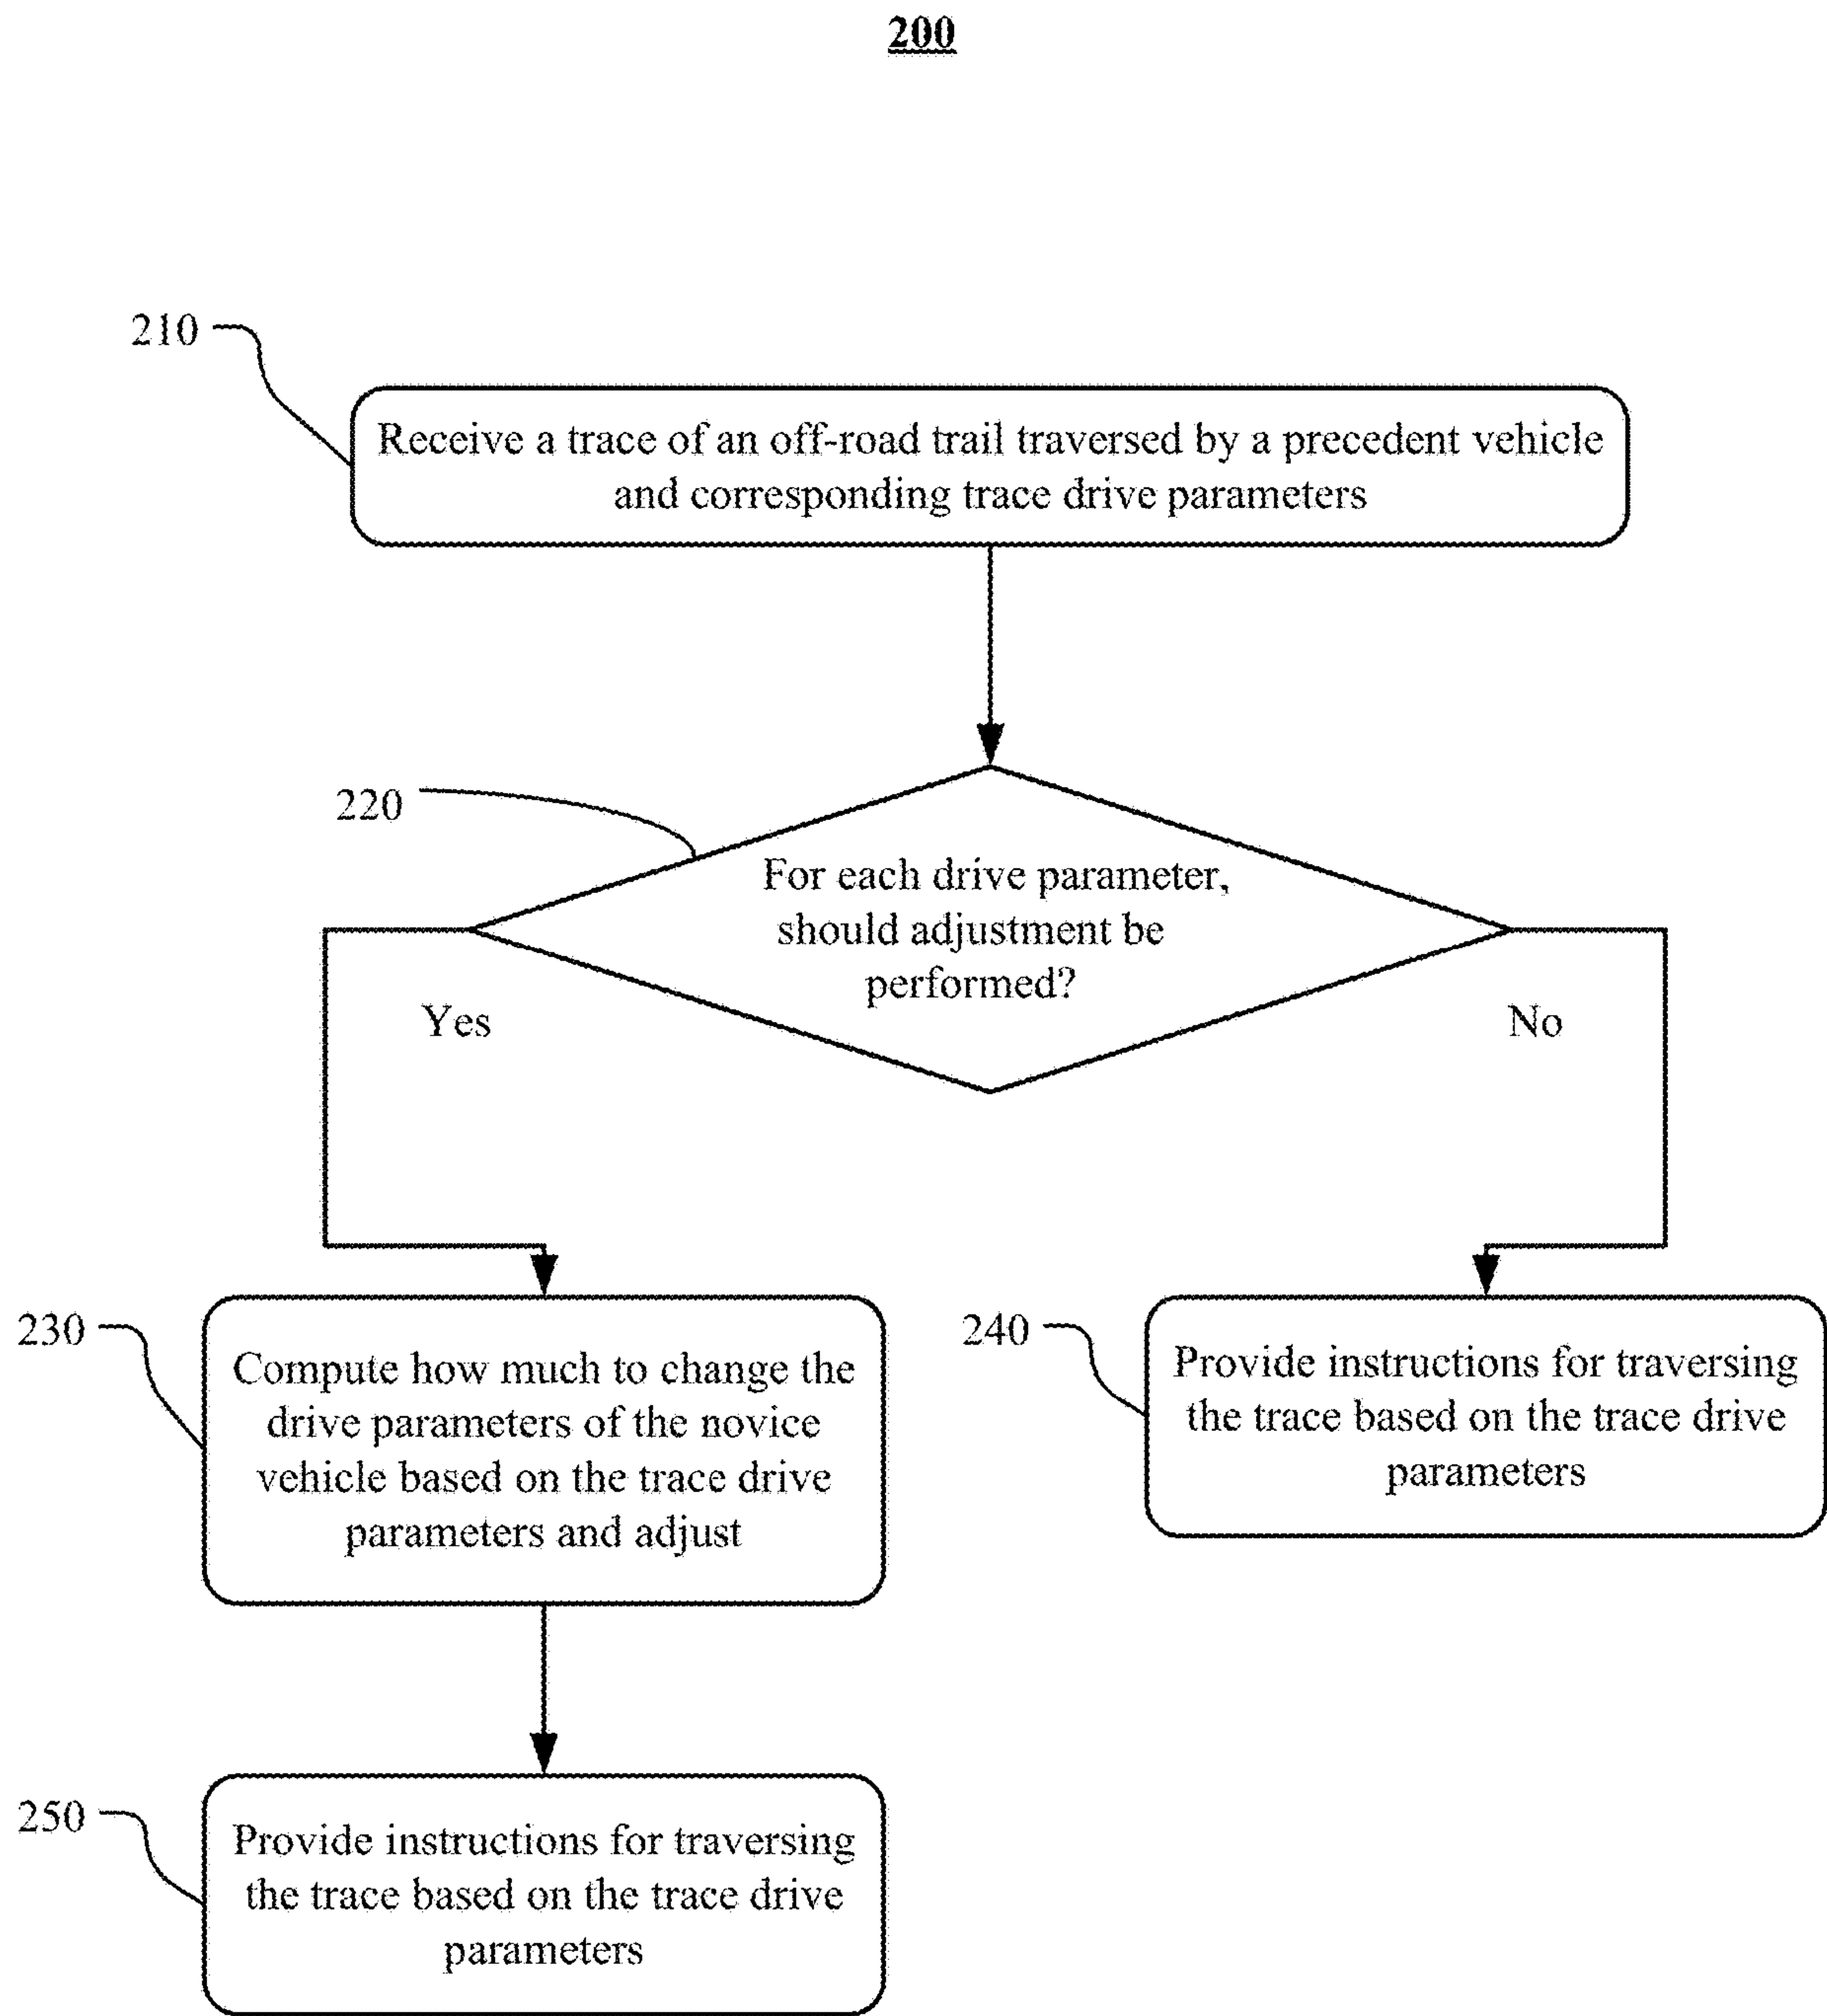 200
210
Receive a trace of an off-road trail traversed by a precedent vehicle
and corresponding trace drive parameters
220
For each drive parameter,
should adjustment be
performed?
Yes
No
230
Compute how much to change the
drive parameters of the novice
vehicle based on the trace drive
parameters and adjust
240
Provide instructions for traversing
the trace based on the trace drive
parameters
250
Provide instructions for traversing
the trace based on the trace drive
parameters